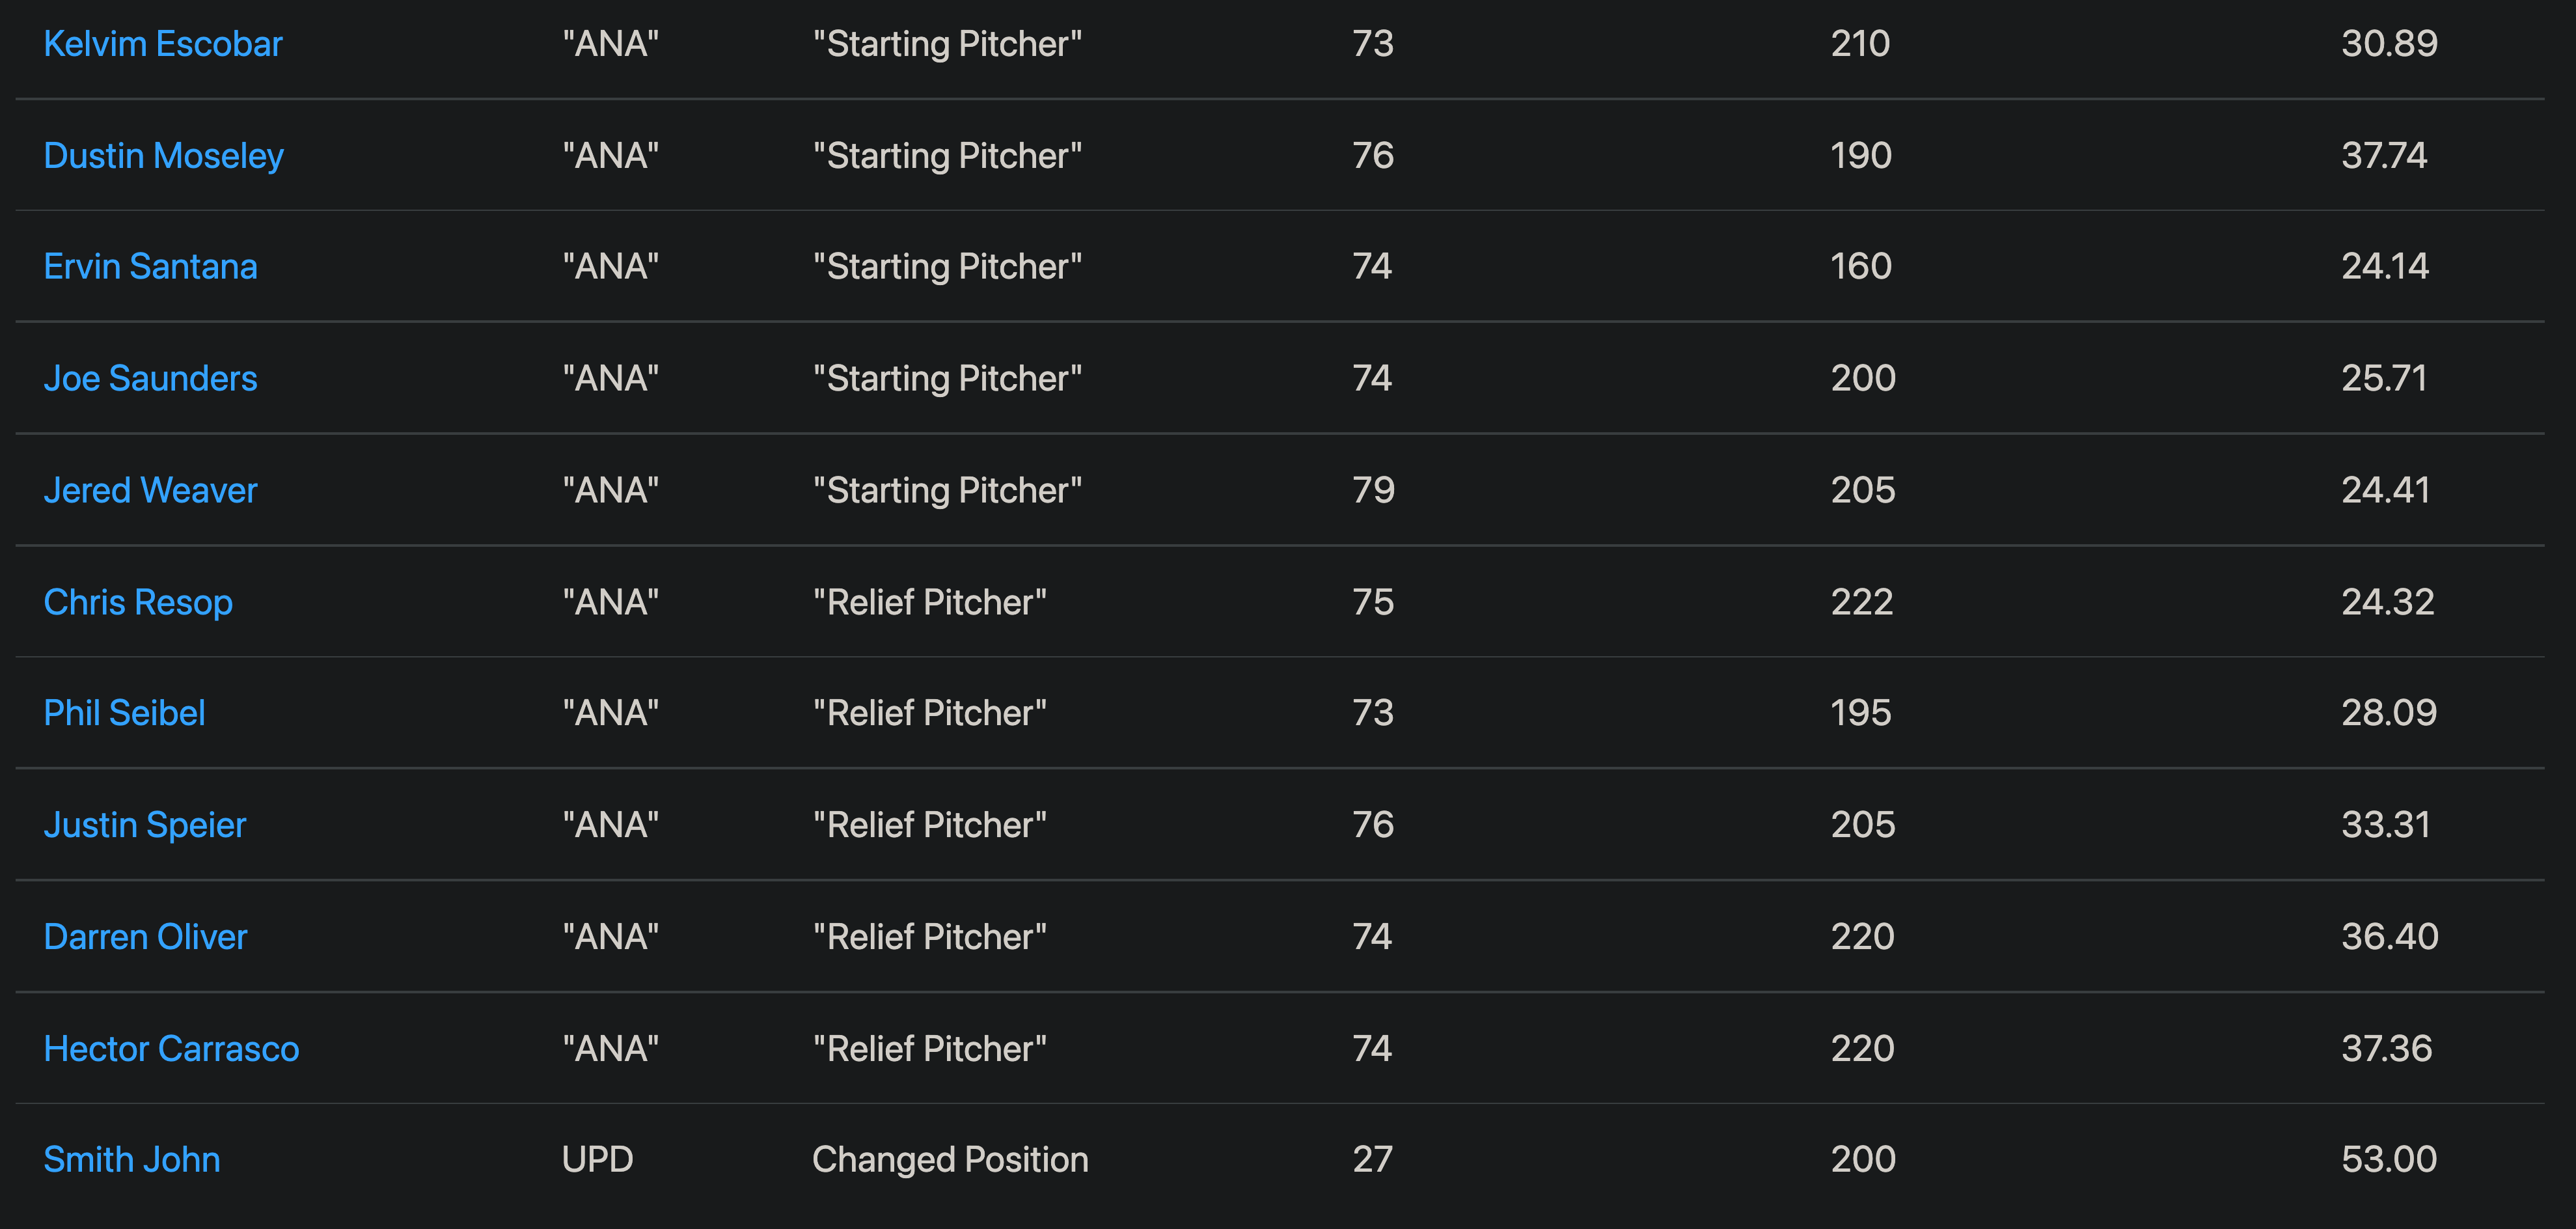 Kelvim Escobar "ANA" "Starting Pitcher" 73 210 30.89
Dustin Moseley "ANA" "Starting Pitcher" 76 190 37.74
Ervin Santana "ANA" "Starting Pitcher" 74 160 24.14
Joe Saunders "ANA" "Starting Pitcher" 74 200 25.71
Jered Weaver "ANA" "Starting Pitcher" 79 205 24.41
Chris Resop "ANA" "Relief Pitcher" 75 222 24.32
Phil Seibel "ANA" "Relief Pitcher" 73 195 28.09
Justin Speier "ANA" "Relief Pitcher" 76 205 33.31
Darren Oliver "ANA" "Relief Pitcher" 74 220 36.40
Hector Carrasco "ANA" "Relief Pitcher" 74 220 37.36
Smith John UPD Changed Position 27 200 53.00